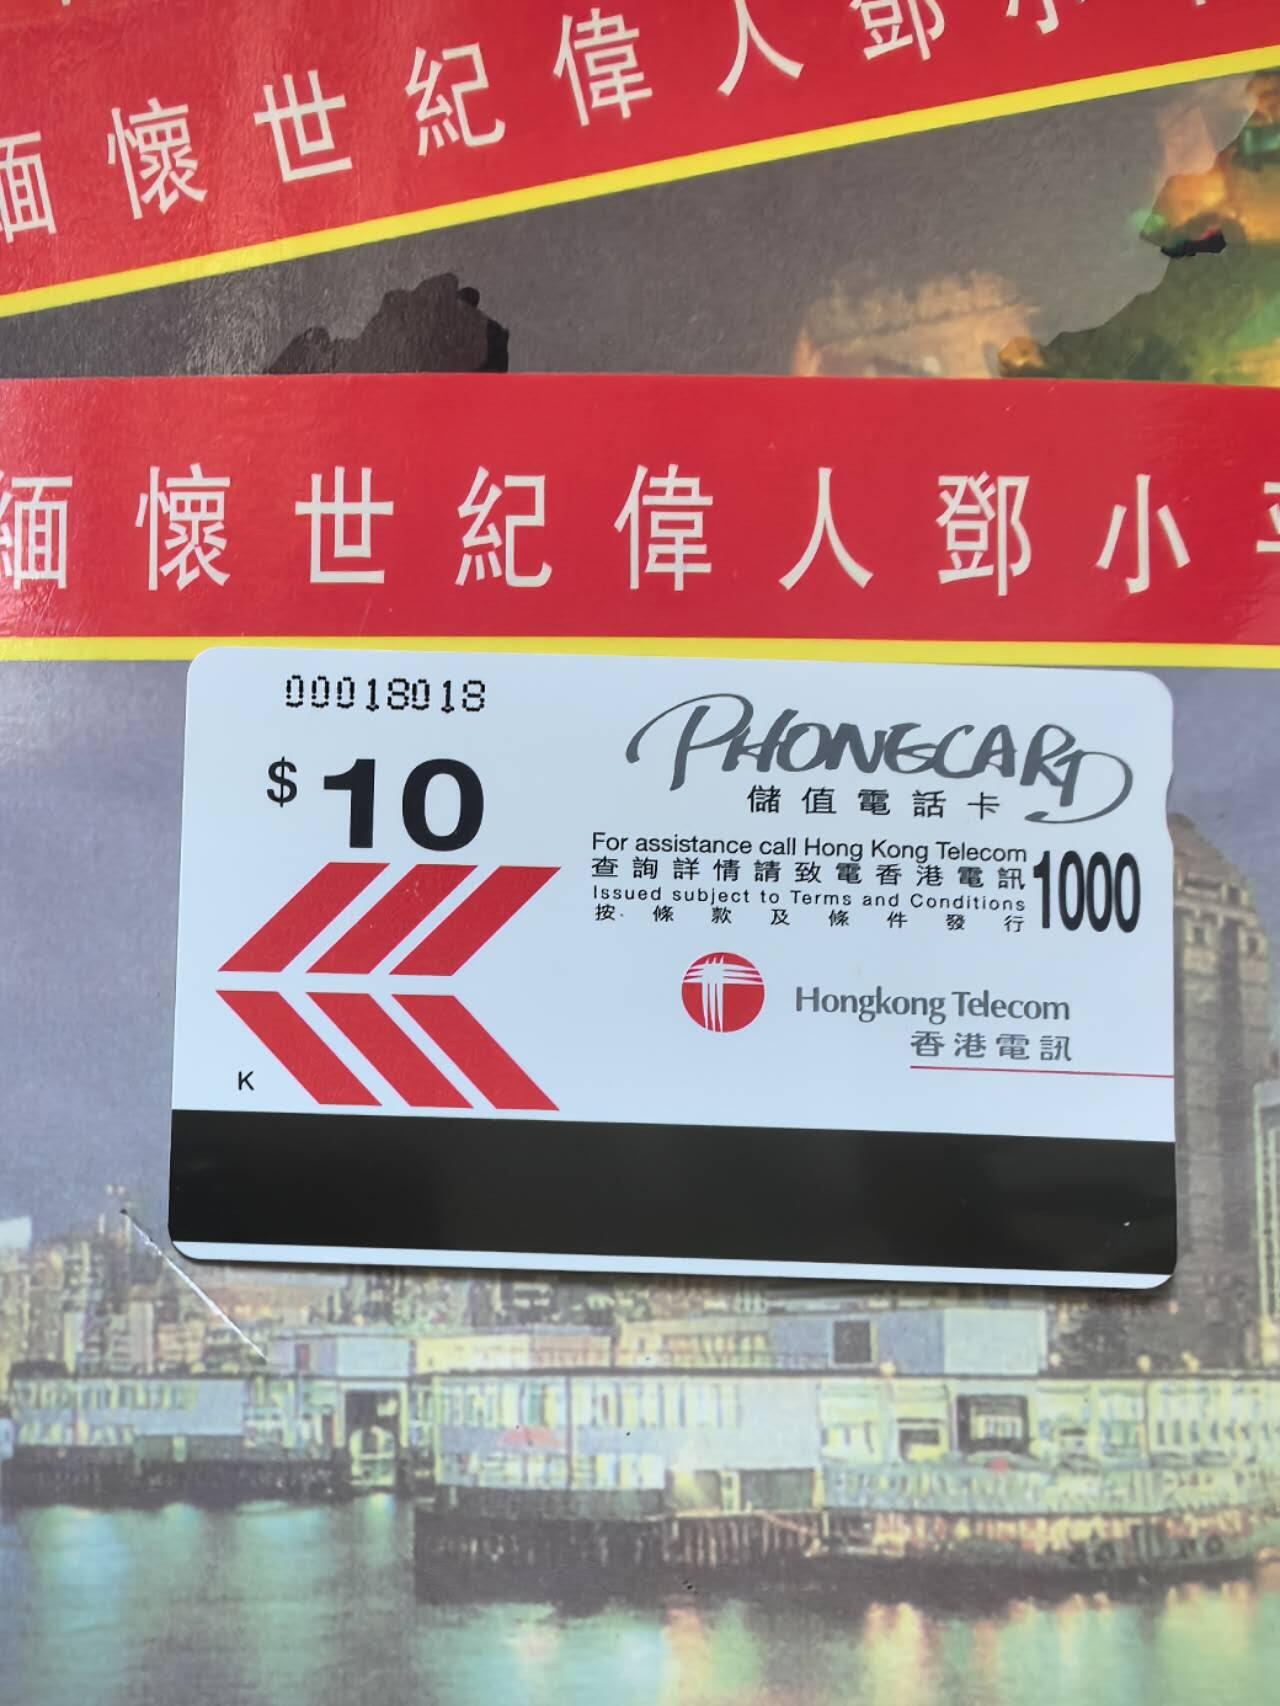 緬懷世紀偉人鄧小
緬懷世紀偉人鄧小平
00018018
$10
PHONECARD
儲值電話卡
For assistance call Hong Kong Telecom
查詢詳情請致電香港電訊
1000
Issued subject to Terms and Conditions
按條款及條件發行
Hongkong Telecom
香港電訊
K